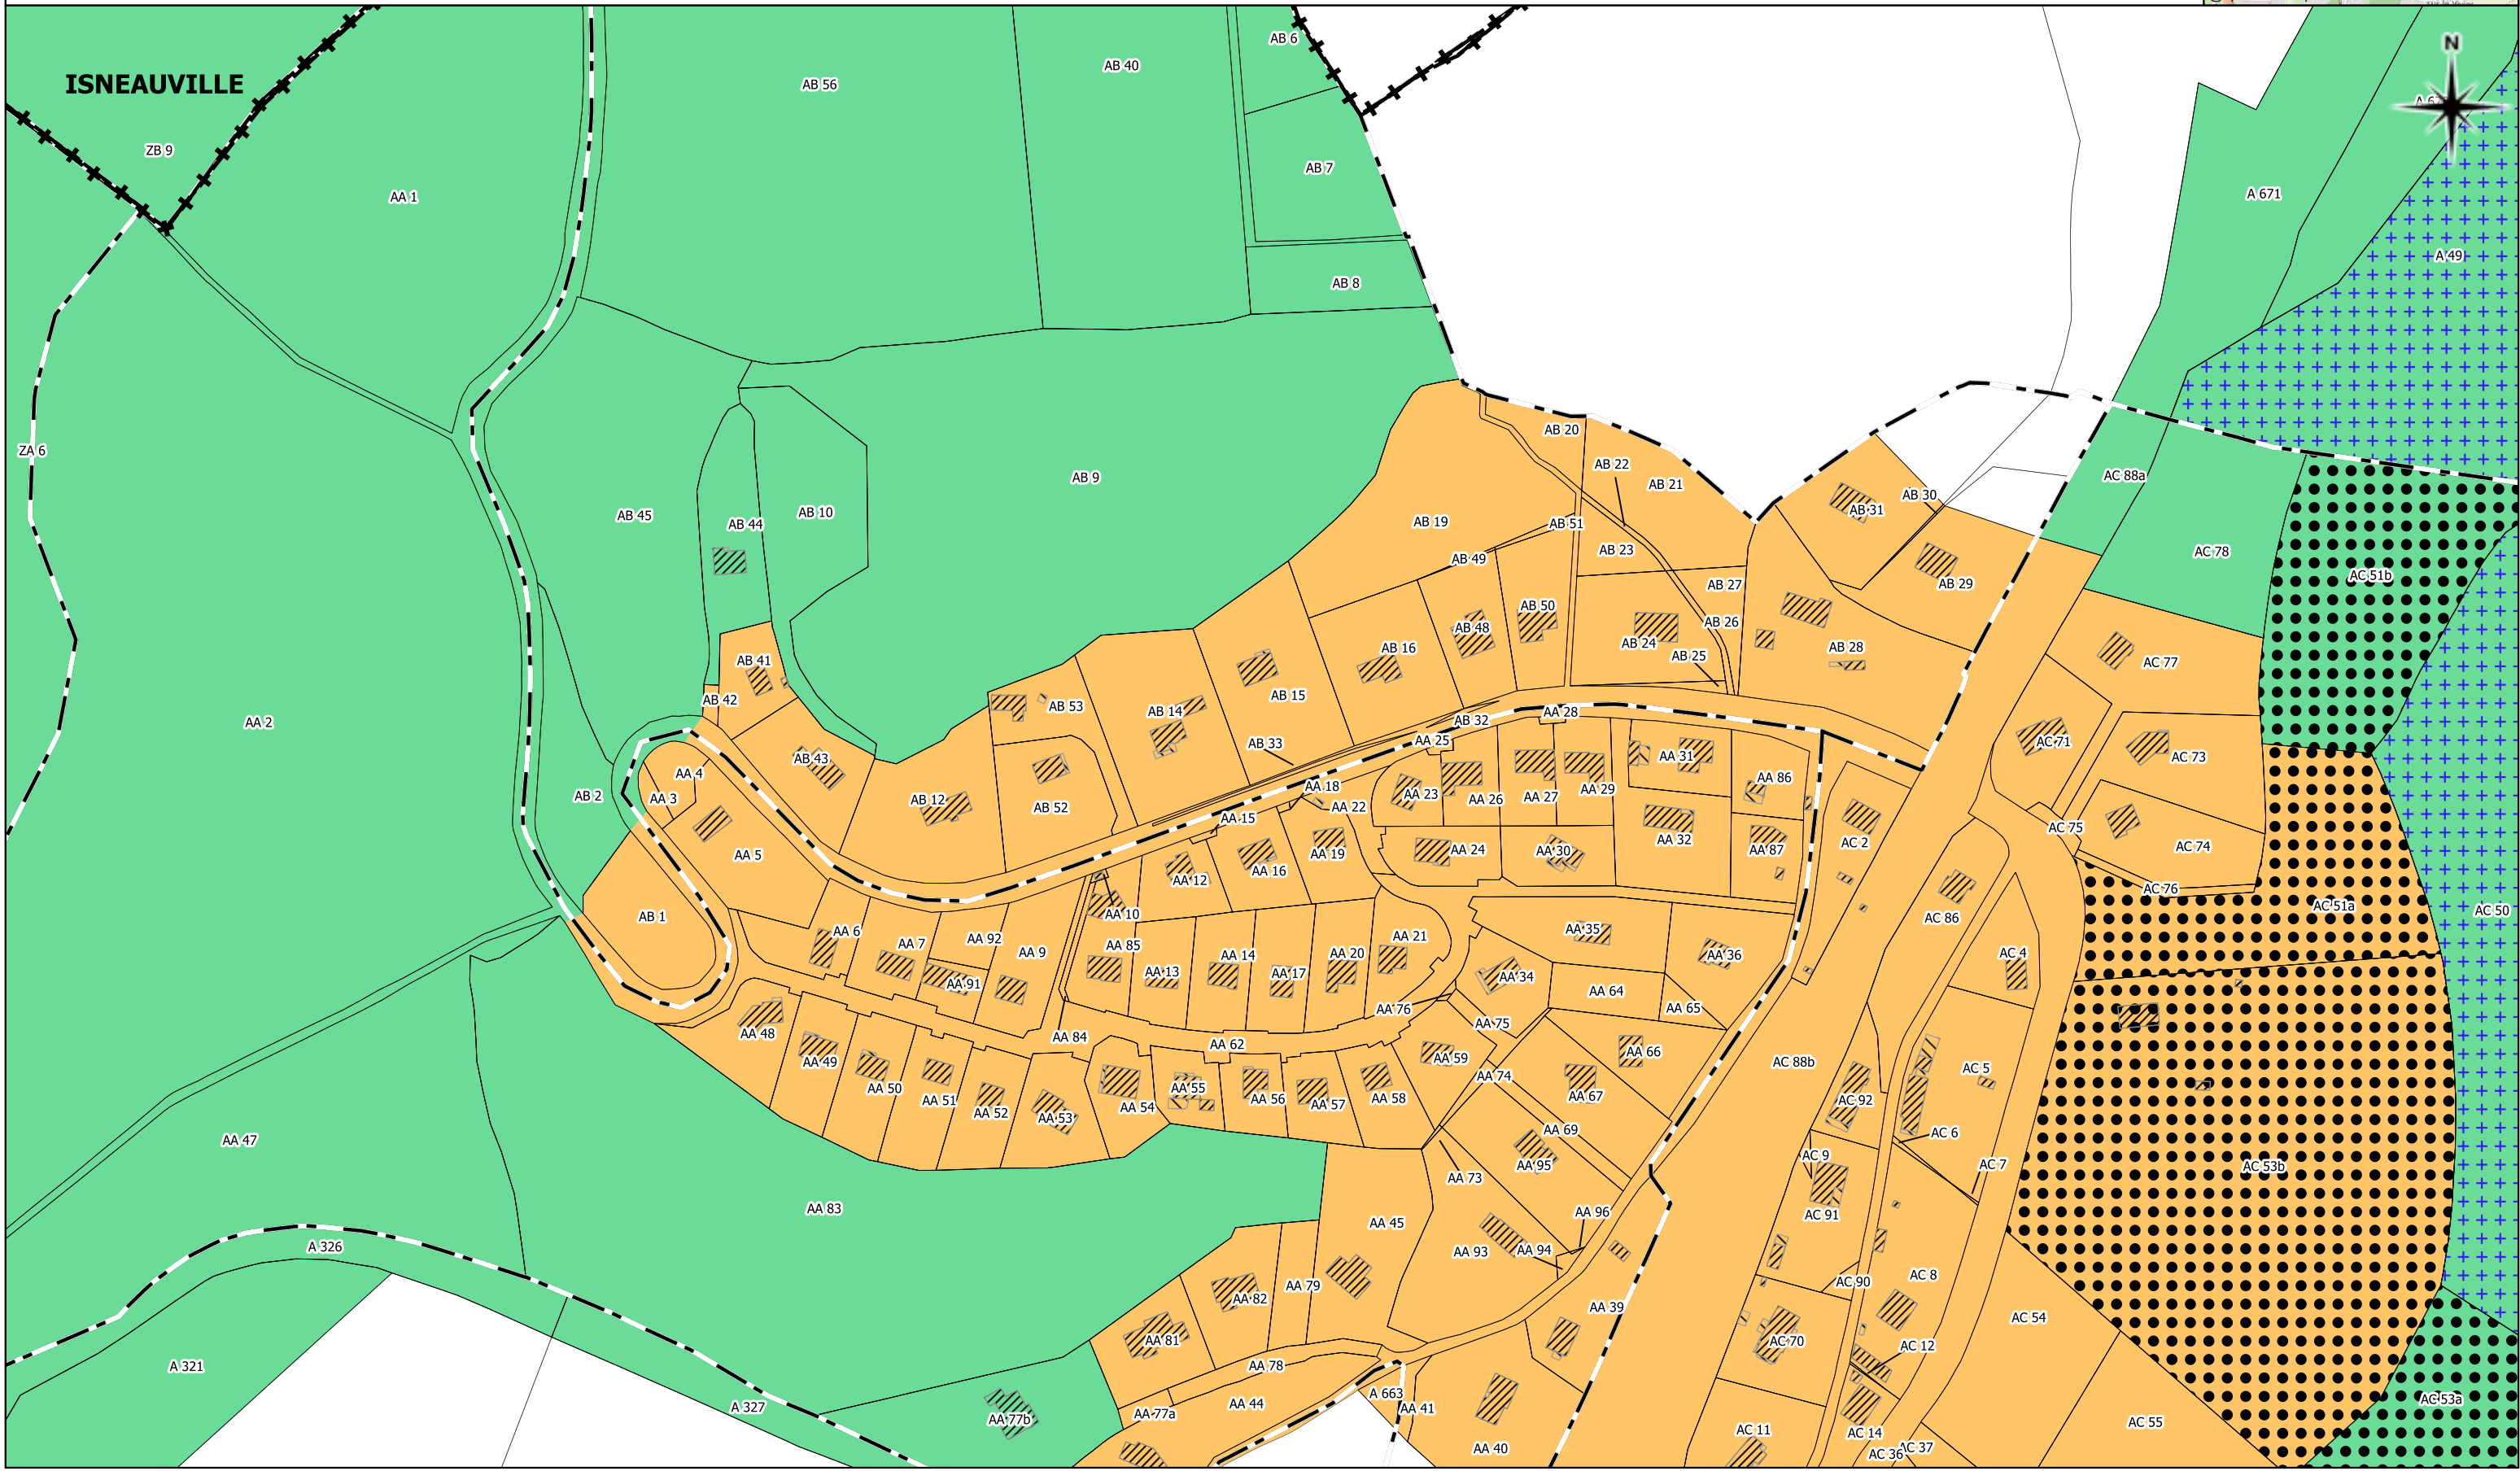 N
AB 6
AB 40
ISNEAUVILLE
AB 56
ZB 9
AB 7
AA 1
A 671
A 49
AB 8
ZA 6
AB 20
AB 22
AB 9
AC 88a
AB 21
AB 30
AB 10
AB 31
AB 45
AB 44
AB 19
AB 51
AB 23
AC 78
AB 49
AC 51b
AB 27
AB 29
AB 50
AB 26
AB 48
AB 24
AB 28
AB 16
AB 25
AB 41
AC 77
AB 15
AB 42
AB 53
AB 14
AA 28
AA 2
AB 32
AA 25
AC 71
AB 33
AA 31
AC 73
AB 43
AA 4
AA 86
AA 18
AB 2
AA 3
AA 23
AA 26
AA 27
AA 29
AB 12
AB 52
AA 22
AA 15
AC 75
AA 32
AC 2
AC 74
AA 5
AA 19
AA 24
AA 30
AA 87
AA 16
AA 12
AC 76
AC 51a
AC 50
AB 1
AA 10
AC 86
AA 6
AA 35
AA 92
AA 21
AA 7
AA 85
AA 9
AA 20
AA 14
AA 36
AC 4
AA 13
AA 17
AA 34
AA 91
AA 64
AA 76
AA 65
AA 75
AA 48
AA 84
AA 62
AA 66
AA 59
AA 49
AC 88b
AC 5
AA 74
AA 50
AA 55
AA 67
AA 51
AA 56
AA 58
AC 92
AA 57
AA 54
AA 52
AA 53
AA 69
AC 6
AA 47
AC 9
AA 95
AC 7
AC 53b
AA 73
AA 83
AA 96
AC 91
AA 45
A 326
AA 93
AA 94
AC 8
AC 90
AA 79
AA 82
AA 39
AC 54
AA 81
AC 70
AC 12
A 321
AA 78
A 663
AC 53a
AA 44
A 327
AA 41
AA 77a
AA 77b
AC 55
AC 11
AC 14
AA 40
AC 37
AC 36